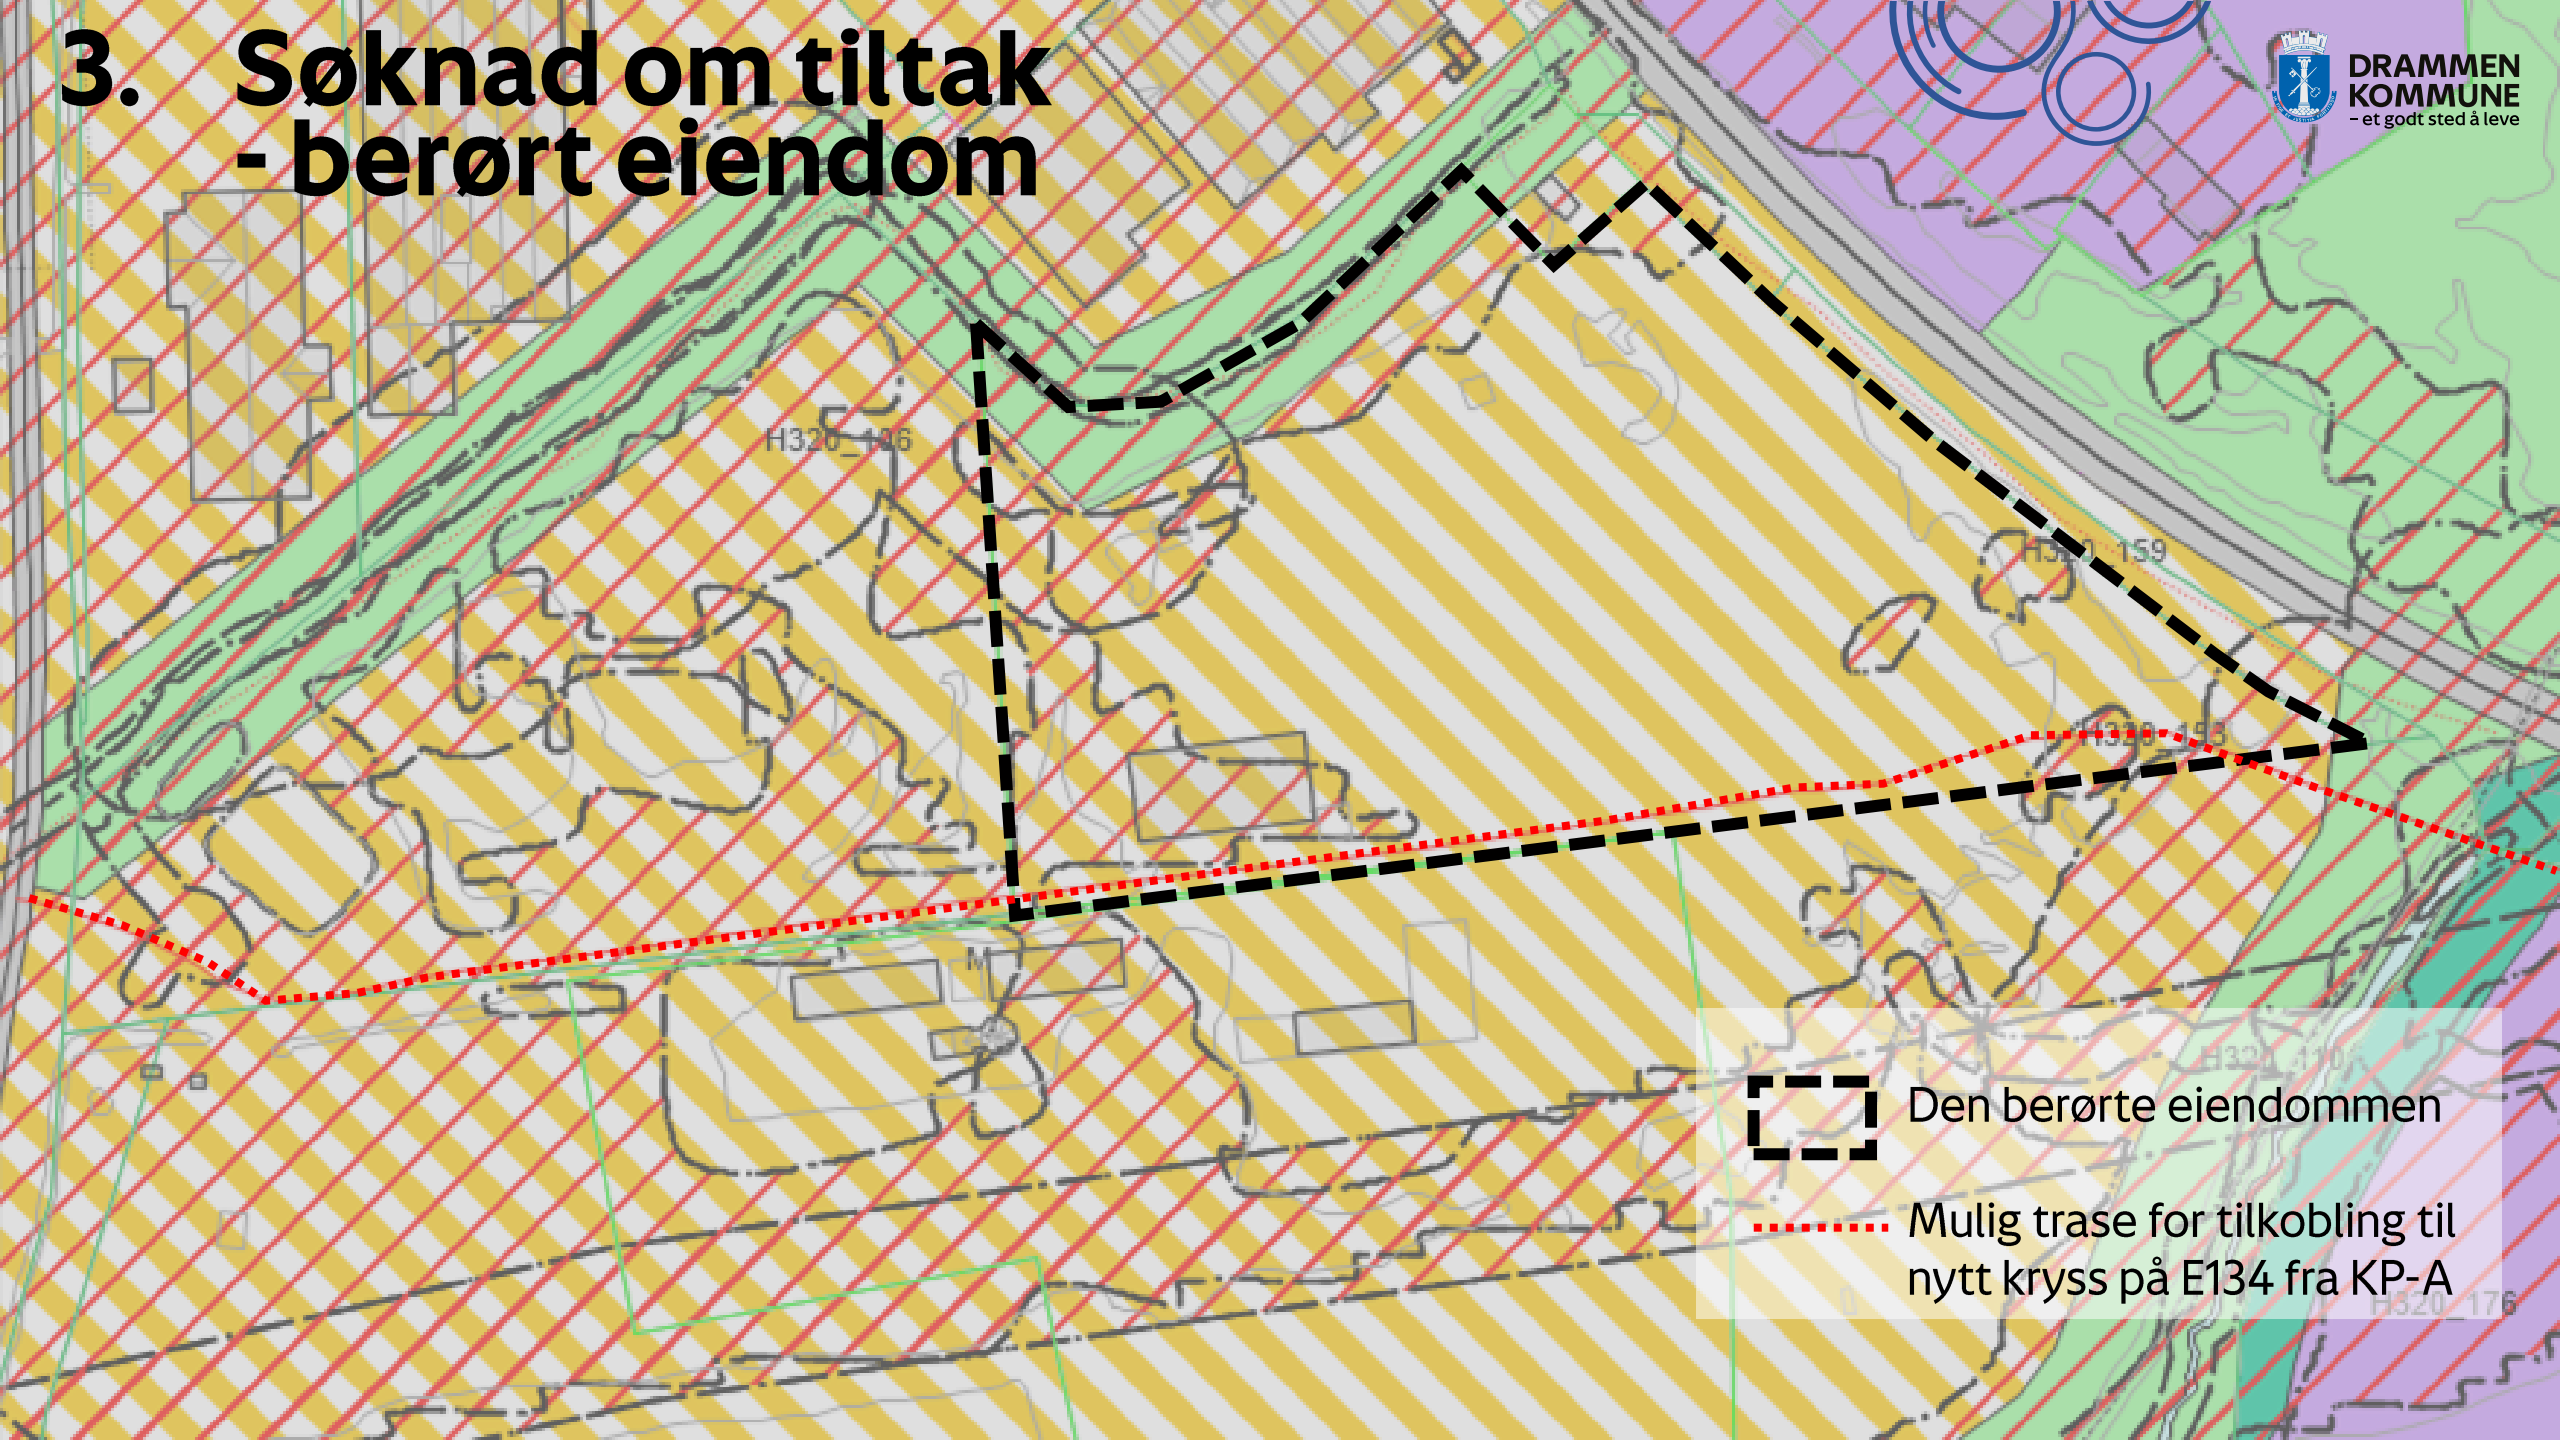 3. Søknad om tiltak
- berørt eiendom
DRAMMEN
KOMMUNE
– et godt sted å leve
H320_196
H320_159
H320_153
M
H320_110
Den berørte eiendommen
Mulig trase for tilkobling til
nytt kryss på E134 fra KP-A
H320_176